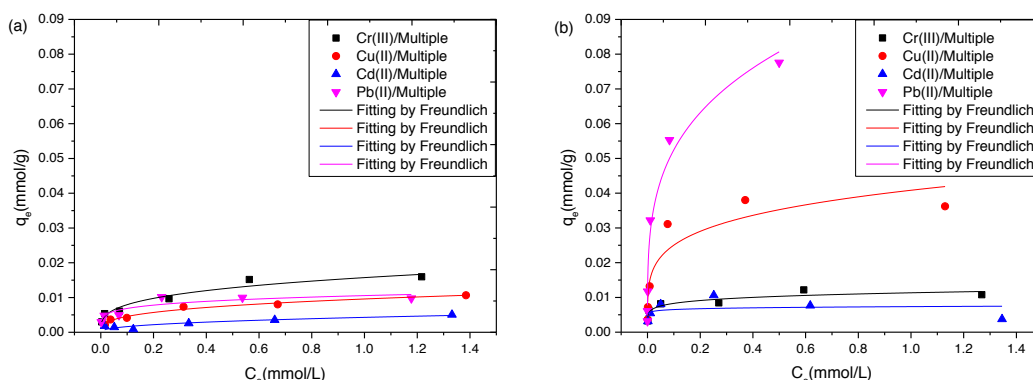 (a)
0.09
0.08
0.07
0.06
0.05
0.04
0.03
0.02
0.01
0.00
qe(mmol/g)
Cr(III)/Multiple
Cu(II)/Multiple
Cd(II)/Multiple
Pb(II)/Multiple
Fitting by Freundlich
Fitting by Freundlich
Fitting by Freundlich
Fitting by Freundlich
0.0 0.2 0.4 0.6 0.8 1.0 1.2 1.4
Ce(mmol/L)
(b)
0.09
0.08
0.07
0.06
0.05
0.04
0.03
0.02
0.01
0.00
qe(mmol/g)
Cr(III)/Multiple
Cu(II)/Multiple
Cd(II)/Multiple
Pb(II)/Multiple
Fitting by Freundlich
Fitting by Freundlich
Fitting by Freundlich
Fitting by Freundlich
0.0 0.2 0.4 0.6 0.8 1.0 1.2 1.4
Ce(mmol/L)